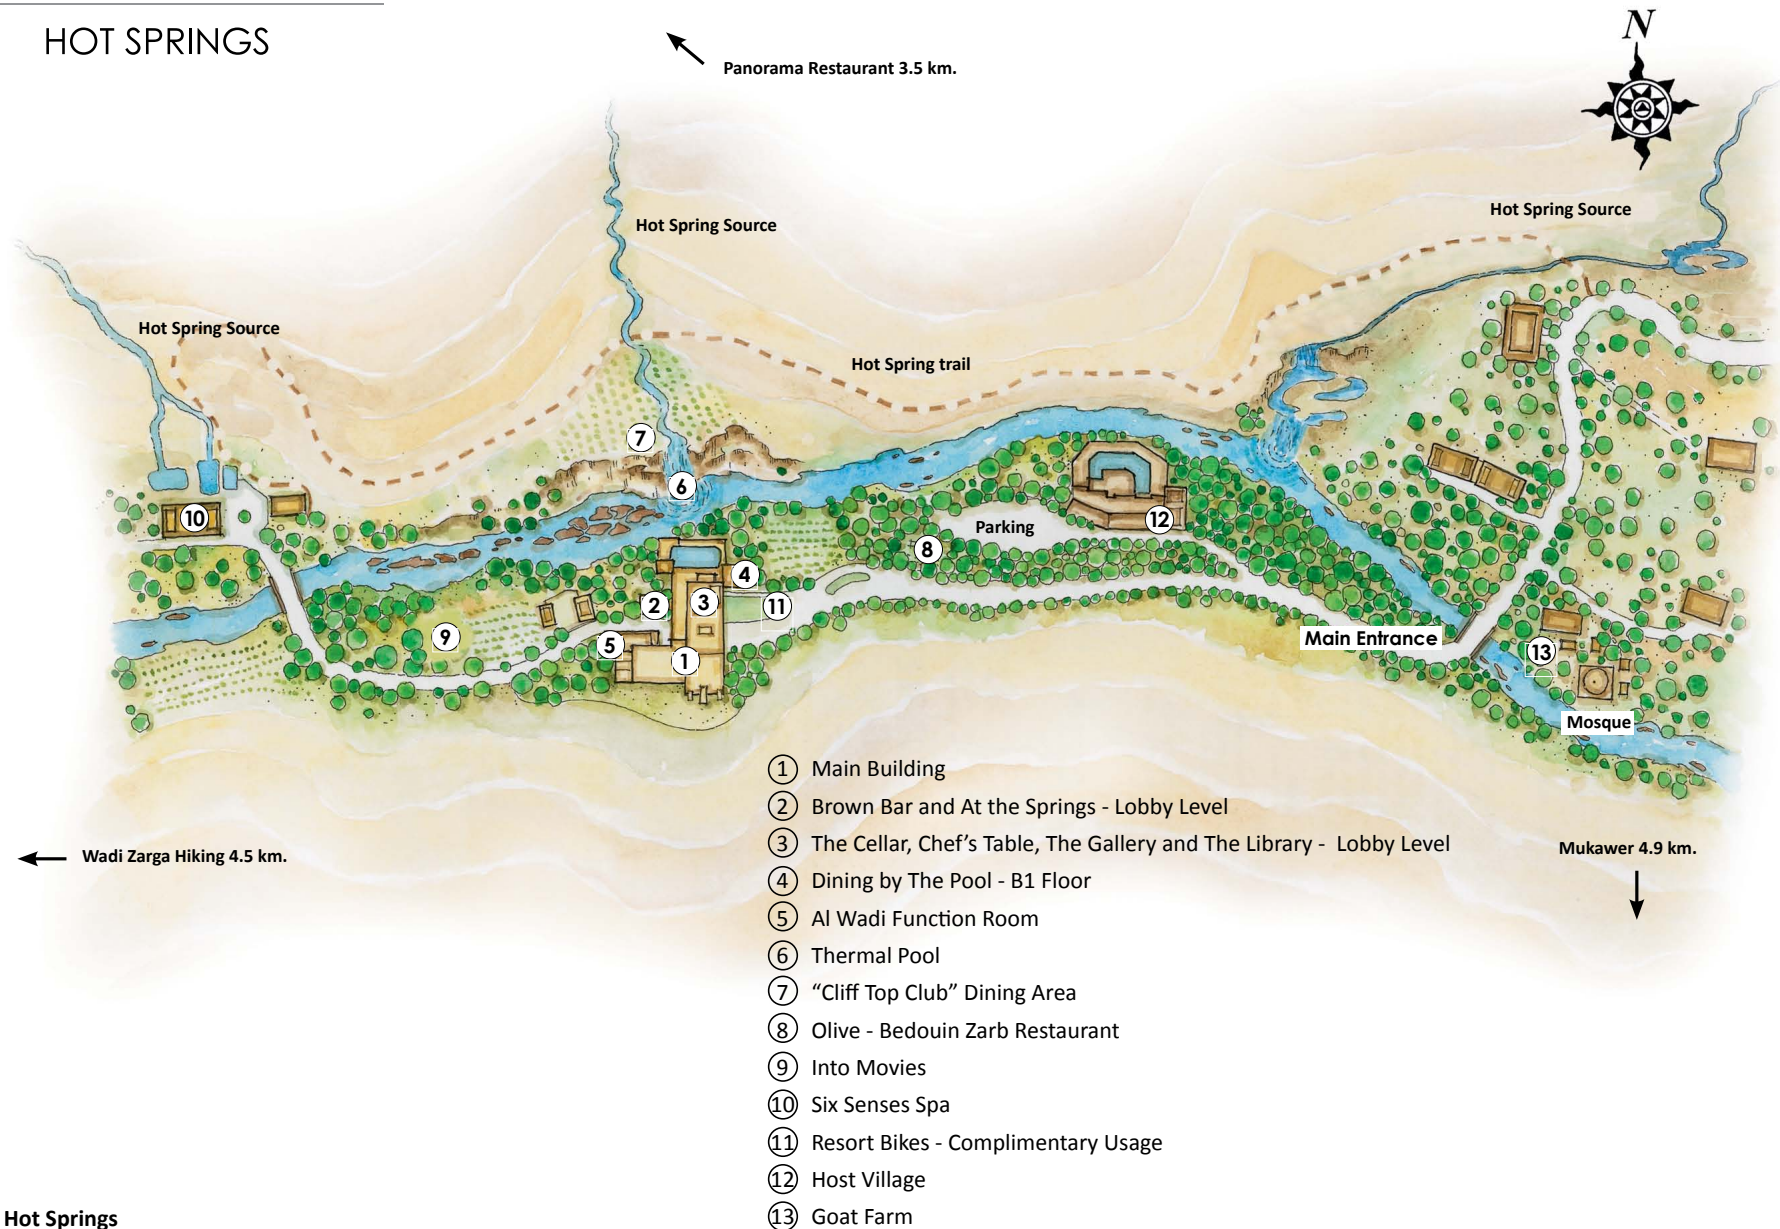 HOT SPRINGS
N
Panorama Restaurant 3.5 km.
Hot Spring Source
Hot Spring Source
Hot Spring Source
Hot Spring trail
7
6
10
Parking
12
8
4
2
3
11
9
5
1
Main Entrance
13
Mosque
Wadi Zarga Hiking 4.5 km.
Mukawer 4.9 km.
1 Main Building
2 Brown Bar and At the Springs - Lobby Level
3 The Cellar, Chef’s Table, The Gallery and The Library - Lobby Level
4 Dining by The Pool - B1 Floor
5 Al Wadi Function Room
6 Thermal Pool
7 “Cliff Top Club” Dining Area
8 Olive - Bedouin Zarb Restaurant
9 Into Movies
10 Six Senses Spa
11 Resort Bikes - Complimentary Usage
12 Host Village
13 Goat Farm
Hot Springs